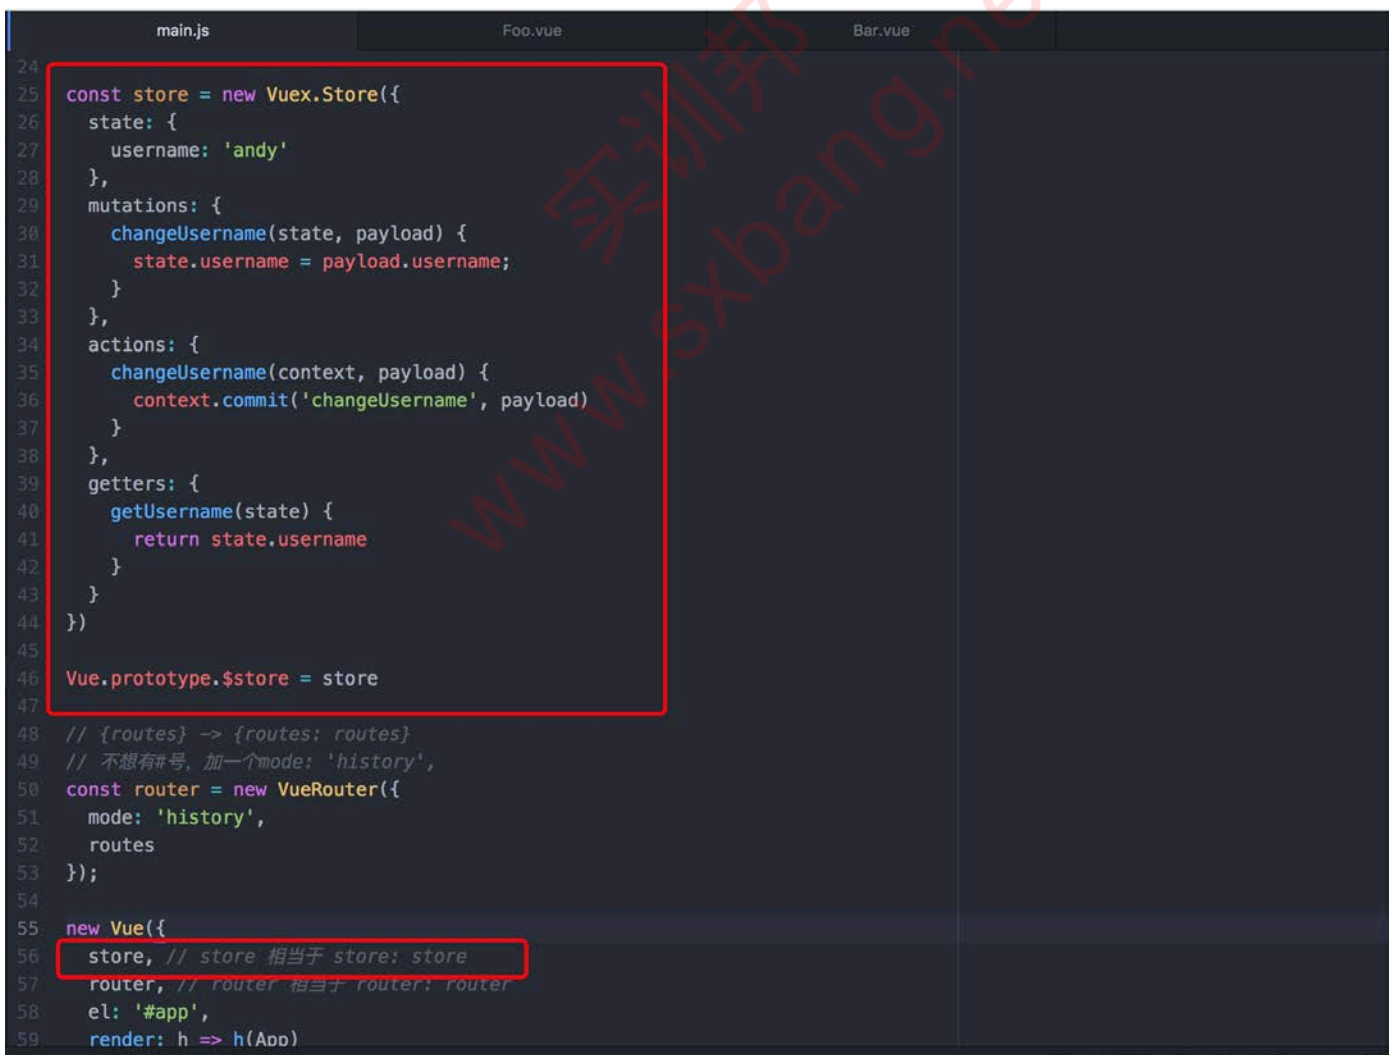 main.js
Foo.vue
Bar.vue
24
25 const store = new Vuex.Store({
26   state: {
27     username: 'andy'
28   },
29   mutations: {
30     changeUsername(state, payload) {
31       state.username = payload.username;
32     }
33   },
34   actions: {
35     changeUsername(context, payload) {
36       context.commit('changeUsername', payload)
37     }
38   },
39   getters: {
40     getUsername(state) {
41       return state.username
42     }
43   }
44 })
45
46 Vue.prototype.$store = store
47
48 // {routes} -> {routes: routes}
49 // 不想有#号, 加一个mode: 'history',
50 const router = new VueRouter({
51   mode: 'history',
52   routes
53 });
54
55 new Vue({
56   store, // store 相当于 store: store
57   router, // router 相当于 router: router
58   el: '#app',
59   render: h => h(App)
实训邦
www.sxbang.ne